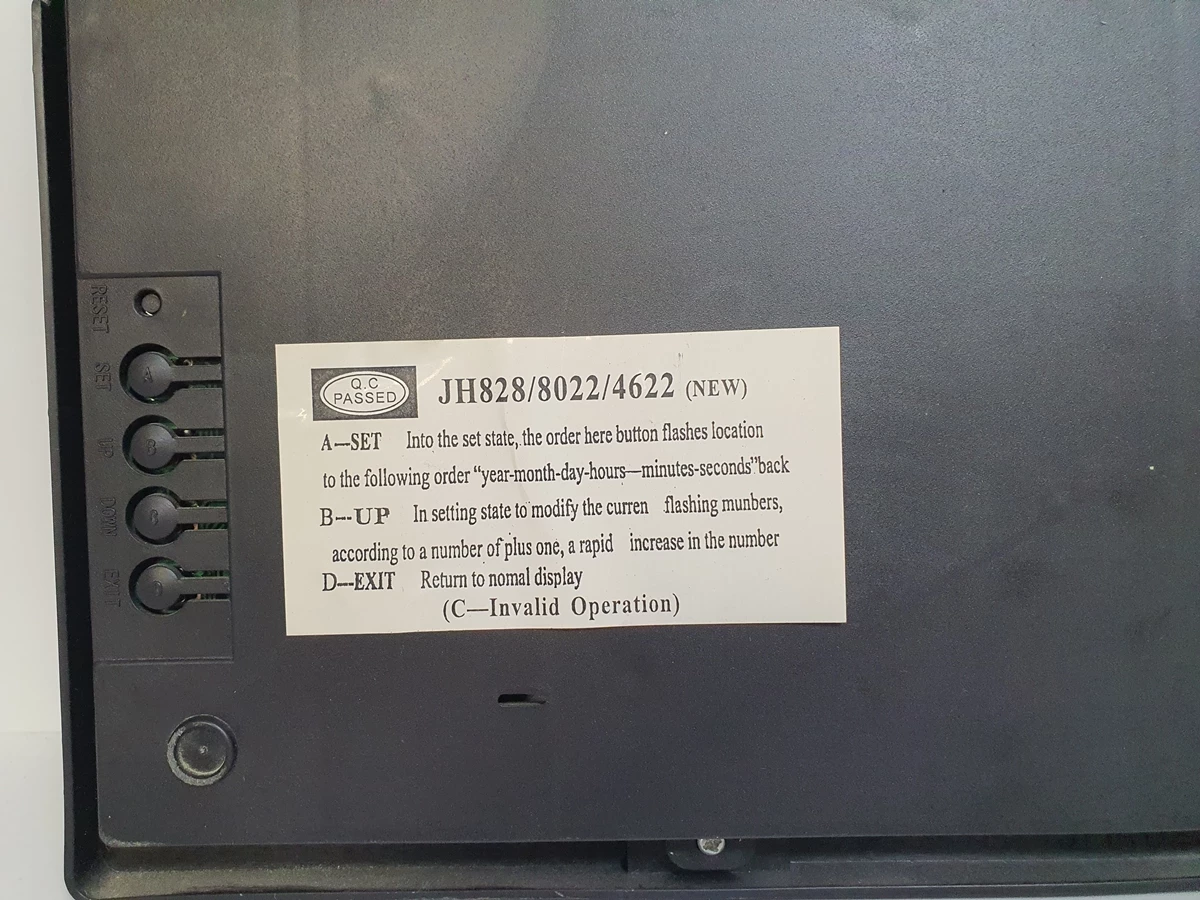 RESET
SET
UP
DOWN
EXIT
A
B
Q.C
PASSED
JH828/8022/4622 (NEW)
A---SET Into the set state, the order here button flashes location
to the following order “year-month-day-hours—minutes-seconds”back
B---UP In setting state to modify the curren flashing munbers,
according to a number of plus one, a rapid increase in the number
D---EXIT Return to nomal display
(C—Invalid Operation)